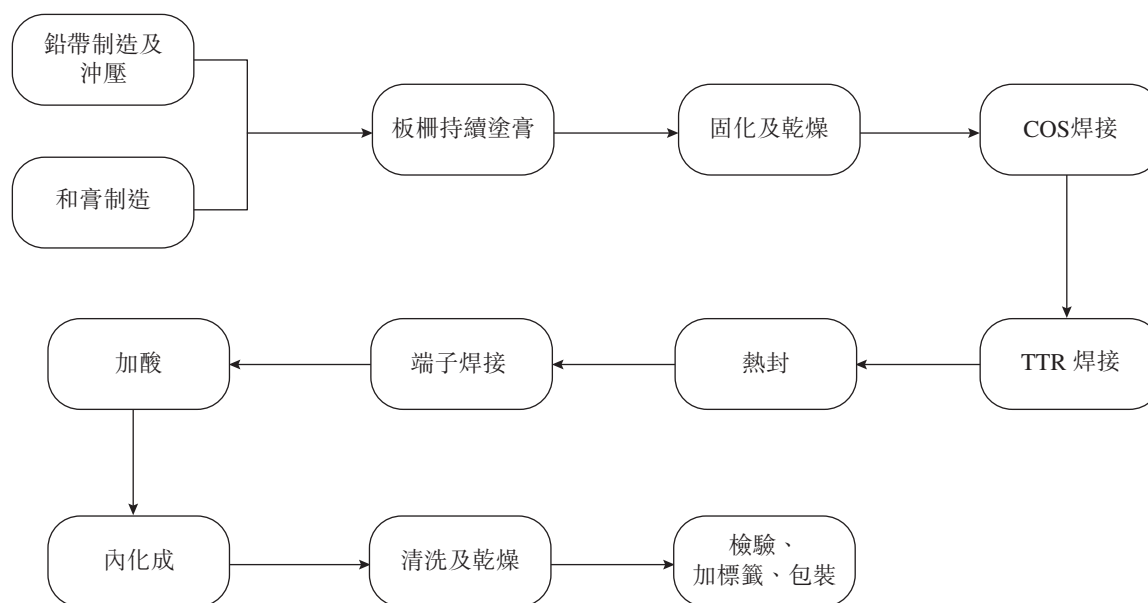 鉛帶制造及
沖壓
和膏制造
板柵持續塗膏
固化及乾燥
COS焊接
TTR 焊接
熱封
端子焊接
加酸
內化成
清洗及乾燥
檢驗、
加標籤、包裝